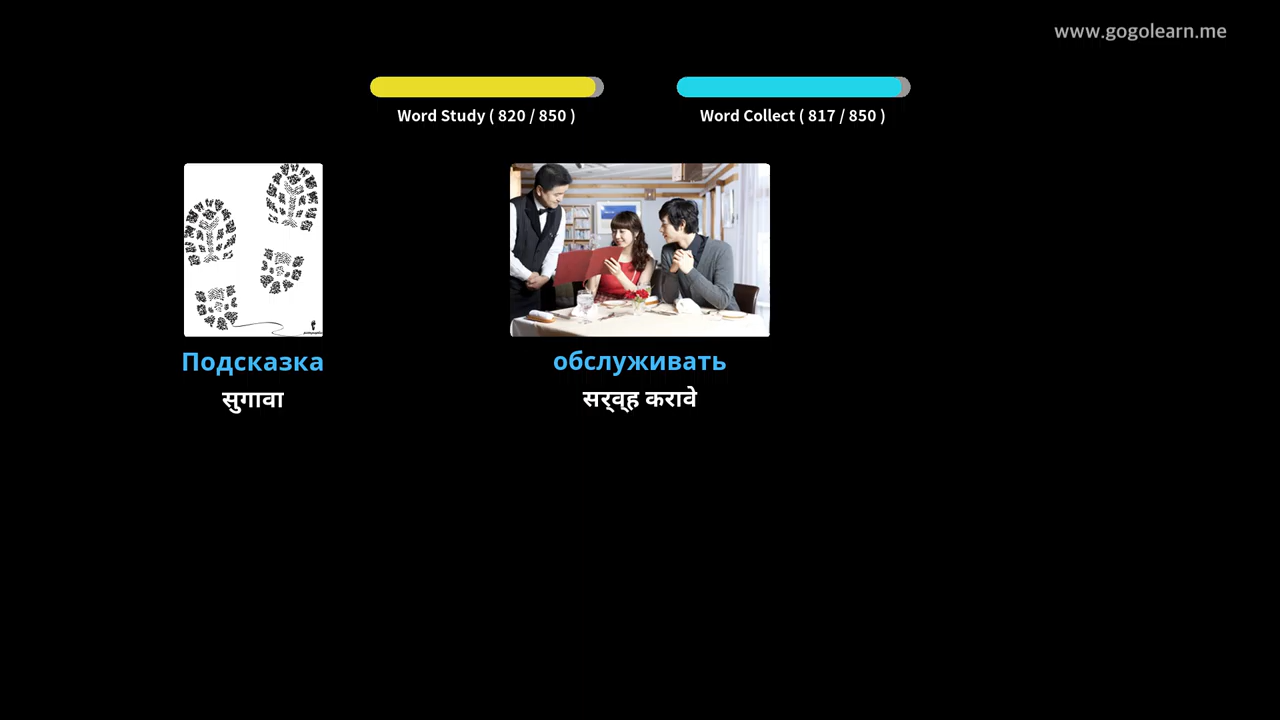 www.gogolearn.me
Word Study ( 820 / 850 )
Word Collect ( 817 / 850 )
Подсказка
обслуживать
सुगावा
सर्व्ह करावे